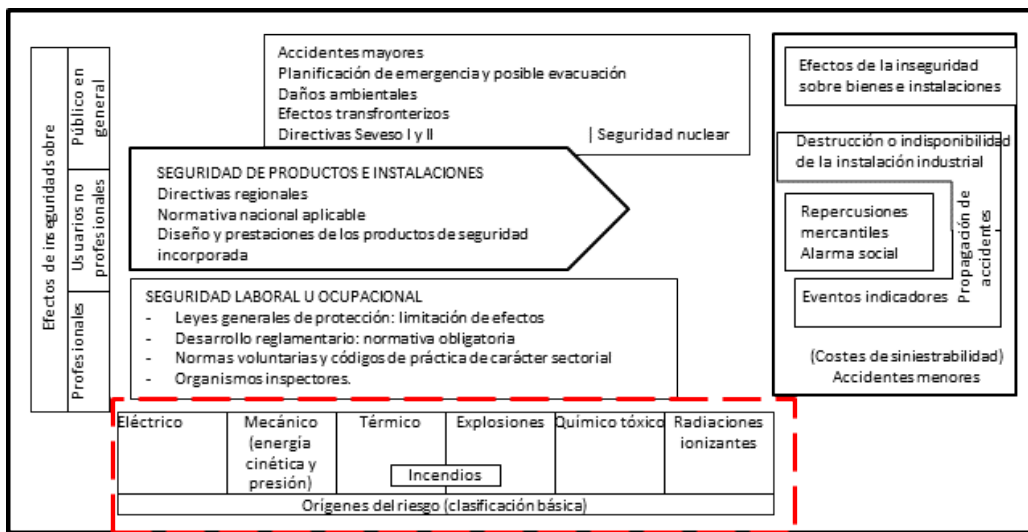 Efectos de inseguridad sobre
Público en
general
Usuarios no
profesionales
Profesionales
Accidentes mayores
Planificación de emergencia y posible evacuación
Daños ambientales
Efectos transfronterizos
Directivas Seveso I y II | Seguridad nuclear
SEGURIDAD DE PRODUCTOS E INSTALACIONES
Directivas regionales
Normativa nacional aplicable
Diseño y prestaciones de los productos de seguridad
incorporada
SEGURIDAD LABORAL U OCUPACIONAL
- Leyes generales de protección: limitación de efectos
- Desarrollo reglamentario: normativa obligatoria
- Normas voluntarias y códigos de práctica de carácter sectorial
- Organismos inspectores.
Eléctrico
Mecánico
(energía
cinética y
presión)
Térmico
Explosiones
Químico tóxico
Radiaciones
ionizantes
Incendios
Orígenes del riesgo (clasificación básica)
Efectos de la inseguridad
sobre bienes e instalaciones
Destrucción o indisponibilidad
de la instalación industrial
Repercusiones
mercantiles
Alarma social
Propagación de
accidentes
Eventos indicadores
(Costes de siniestrabilidad)
Accidentes menores